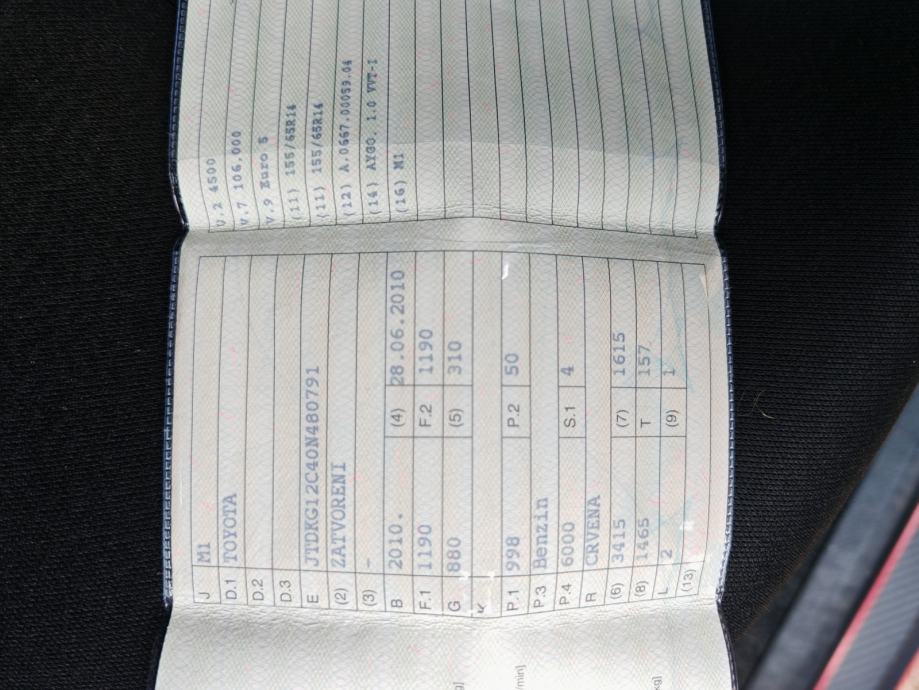 J M1
D.1 TOYOTA
D.2
D.3
E JTDKG12C40N480791
(2) ZATVORENI
(3) -
B 2010. (4) 28.06.2010
F.1 1190 F.2 1190
G 880 (5) 310
K
P.1 998 P.2 50
P.3 Benzin
P.4 6000 S.1 4
R CRVENA
(6) 3415 (7) 1615
(8) 1465 T 157
L 2 (9) 1
(13)
V.2 4500
V.7 106,000
V.9 Euro 5
(11) 155/65R14
(11) 155/65R14
(12) A.0667.00059.04
(14) AYGO. 1.0 VVT-I
(16) M1